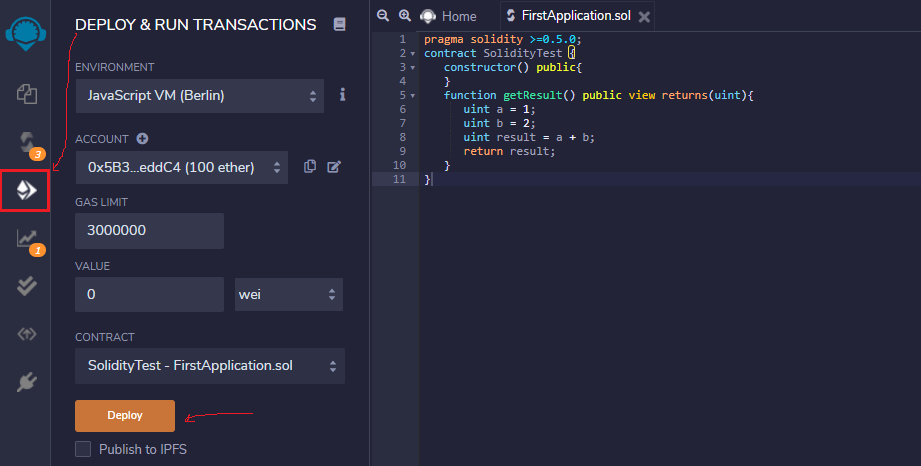 DEPLOY & RUN TRANSACTIONS
ENVIRONMENT
JavaScript VM (Berlin)
i
ACCOUNT
0x5B3...eddC4 (100 ether)
GAS LIMIT
3000000
VALUE
0
wei
CONTRACT
SolidityTest - FirstApplication.sol
Deploy
Publish to IPFS
3
1
Home
FirstApplication.sol
1 pragma solidity >=0.5.0;
2 contract SolidityTest {
3 constructor() public{
4 }
5 function getResult() public view returns(uint){
6 uint a = 1;
7 uint b = 2;
8 uint result = a + b;
9 return result;
10 }
11 }